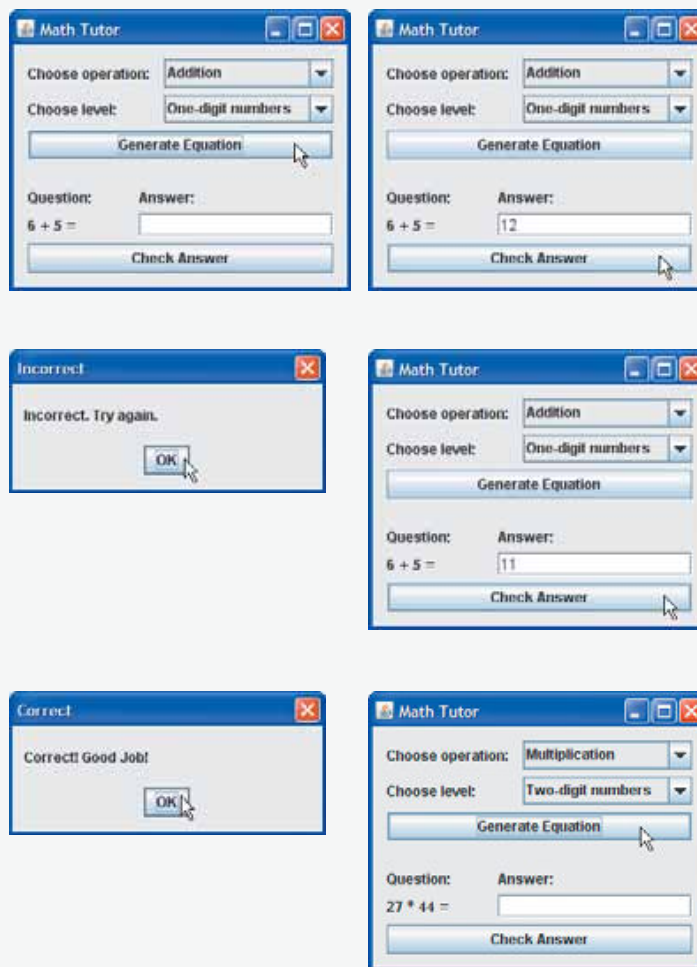 Math Tutor
Choose operation: Addition
Choose level: One-digit numbers
Generate Equation
Question: Answer:
6 + 5 =
Check Answer
Math Tutor
Choose operation: Addition
Choose level: One-digit numbers
Generate Equation
Question: Answer:
6 + 5 = 12
Check Answer
Incorrect
Incorrect. Try again.
OK
Math Tutor
Choose operation: Addition
Choose level: One-digit numbers
Generate Equation
Question: Answer:
6 + 5 = 11
Check Answer
Correct
Correct! Good Job!
OK
Math Tutor
Choose operation: Multiplication
Choose level: Two-digit numbers
Generate Equation
Question: Answer:
27 * 44 =
Check Answer